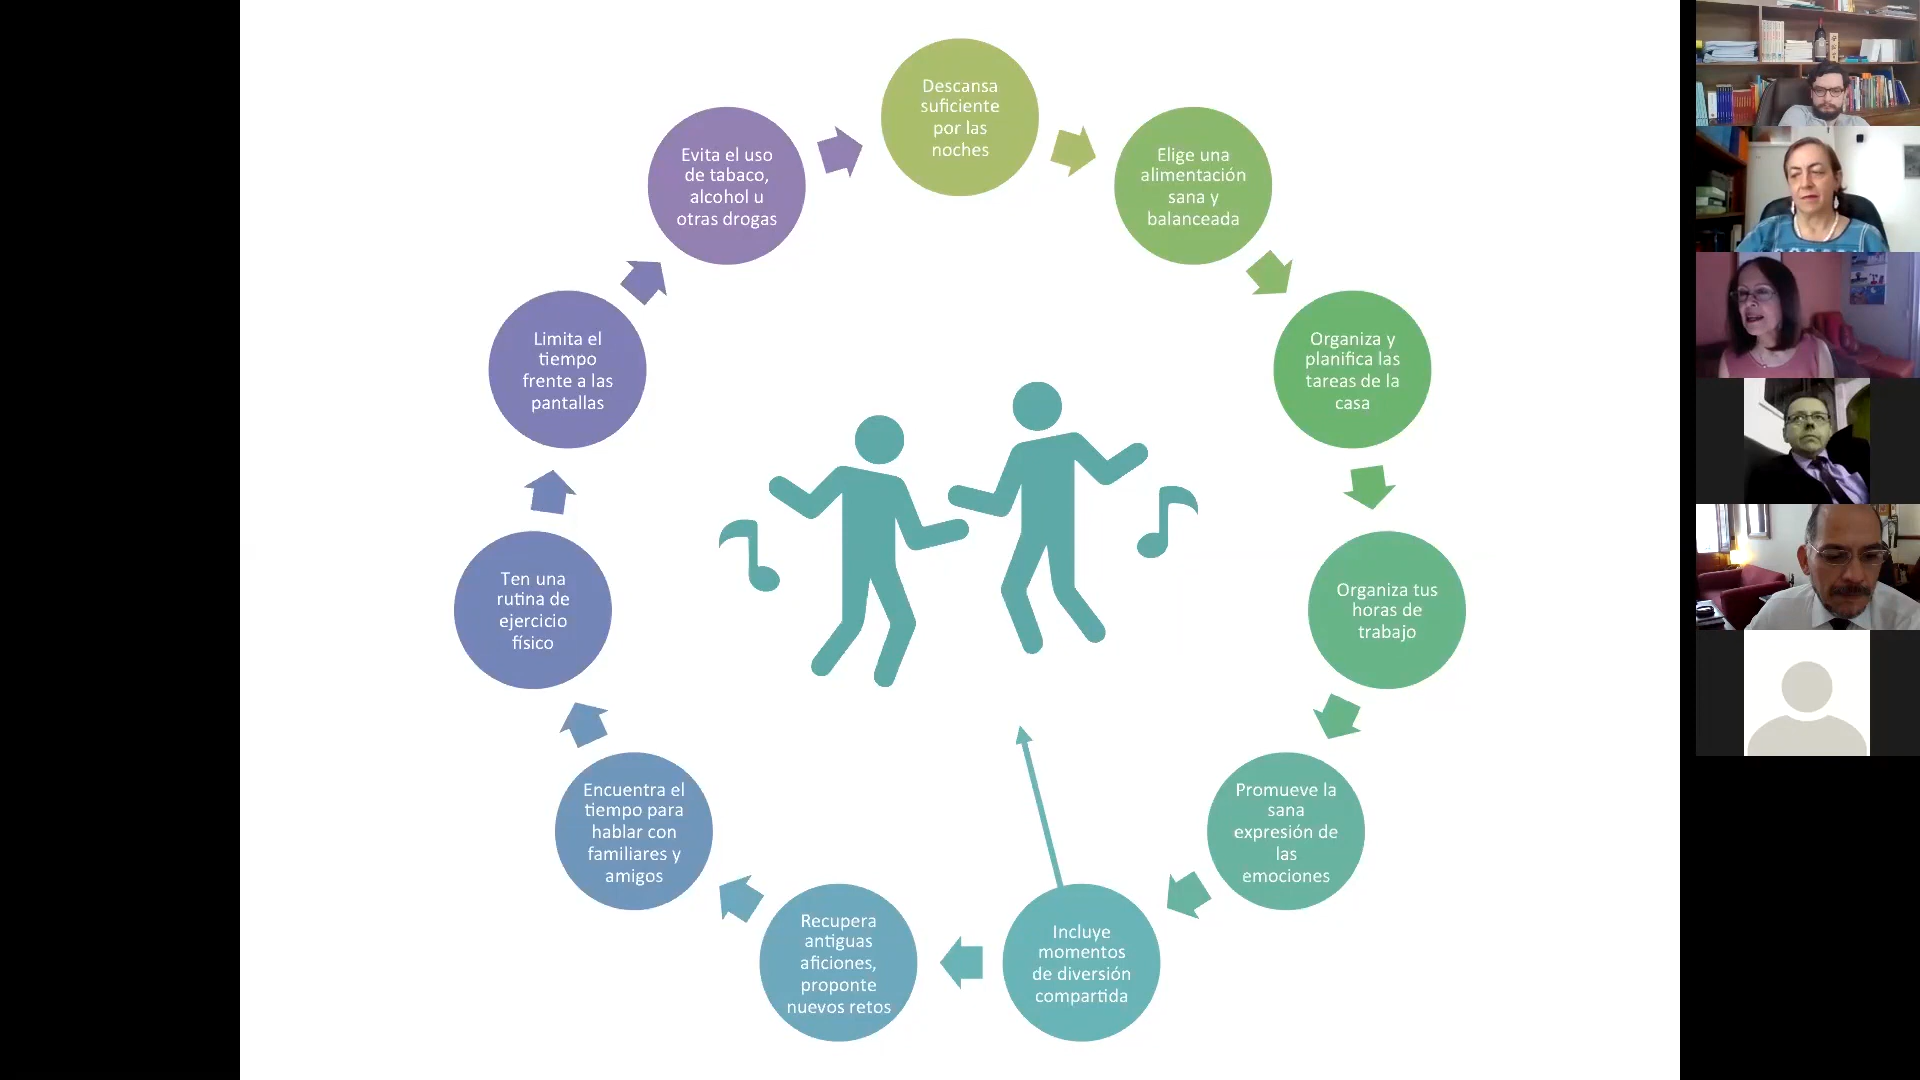 Descansa
suficiente
por las
noches
Elige una
alimentación
sana y
balanceada
Organiza y
planifica las
tareas de la
casa
Organiza tus
horas de
trabajo
Promueve la
sana
expresión de
las
emociones
Incluye
momentos
de diversión
compartida
Recupera
antiguas
aficiones,
proponte
nuevos retos
Encuentra el
tiempo para
hablar con
familiares y
amigos
Ten una
rutina de
ejercicio
físico
Limita el
tiempo
frente a las
pantallas
Evita el uso
de tabaco,
alcohol u
otras drogas